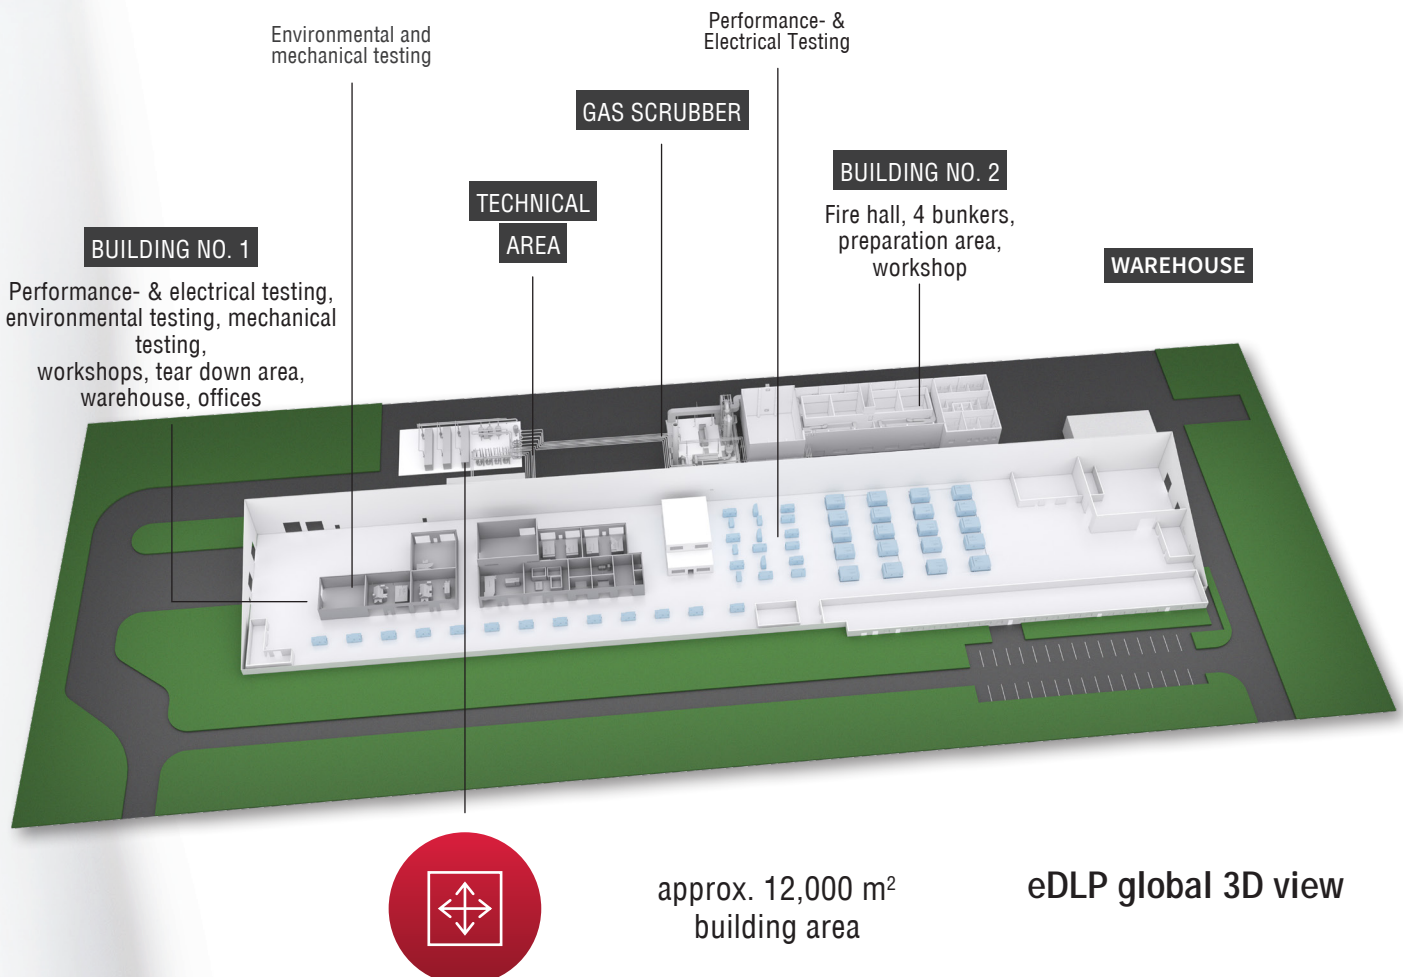 Environmental and
mechanical testing
Performance- &
Electrical Testing
GAS SCRUBBER
BUILDING NO. 2
Fire hall, 4 bunkers,
preparation area,
workshop
TECHNICAL
AREA
BUILDING NO. 1
Performance- & electrical testing,
environmental testing, mechanical
testing,
workshops, tear down area,
warehouse, offices
WAREHOUSE
approx. 12,000 m²
building area
eDLP global 3D view